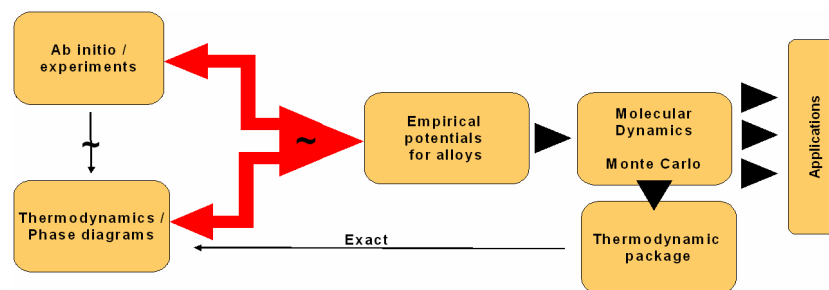 Ab initio /
experiments
~
Thermodynamics /
Phase diagrams
~
Empirical
potentials
for alloys
Molecular
Dynamics
Monte Carlo
Thermodynamic
package
Exact
Applications